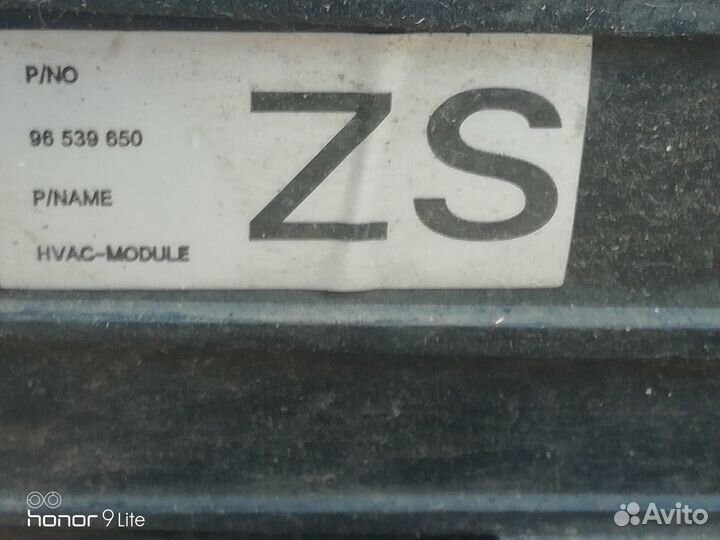 P/NO
ZS
96 539 650
P/NAME
HVAC-MODULE
honor 9 Lite
Avito